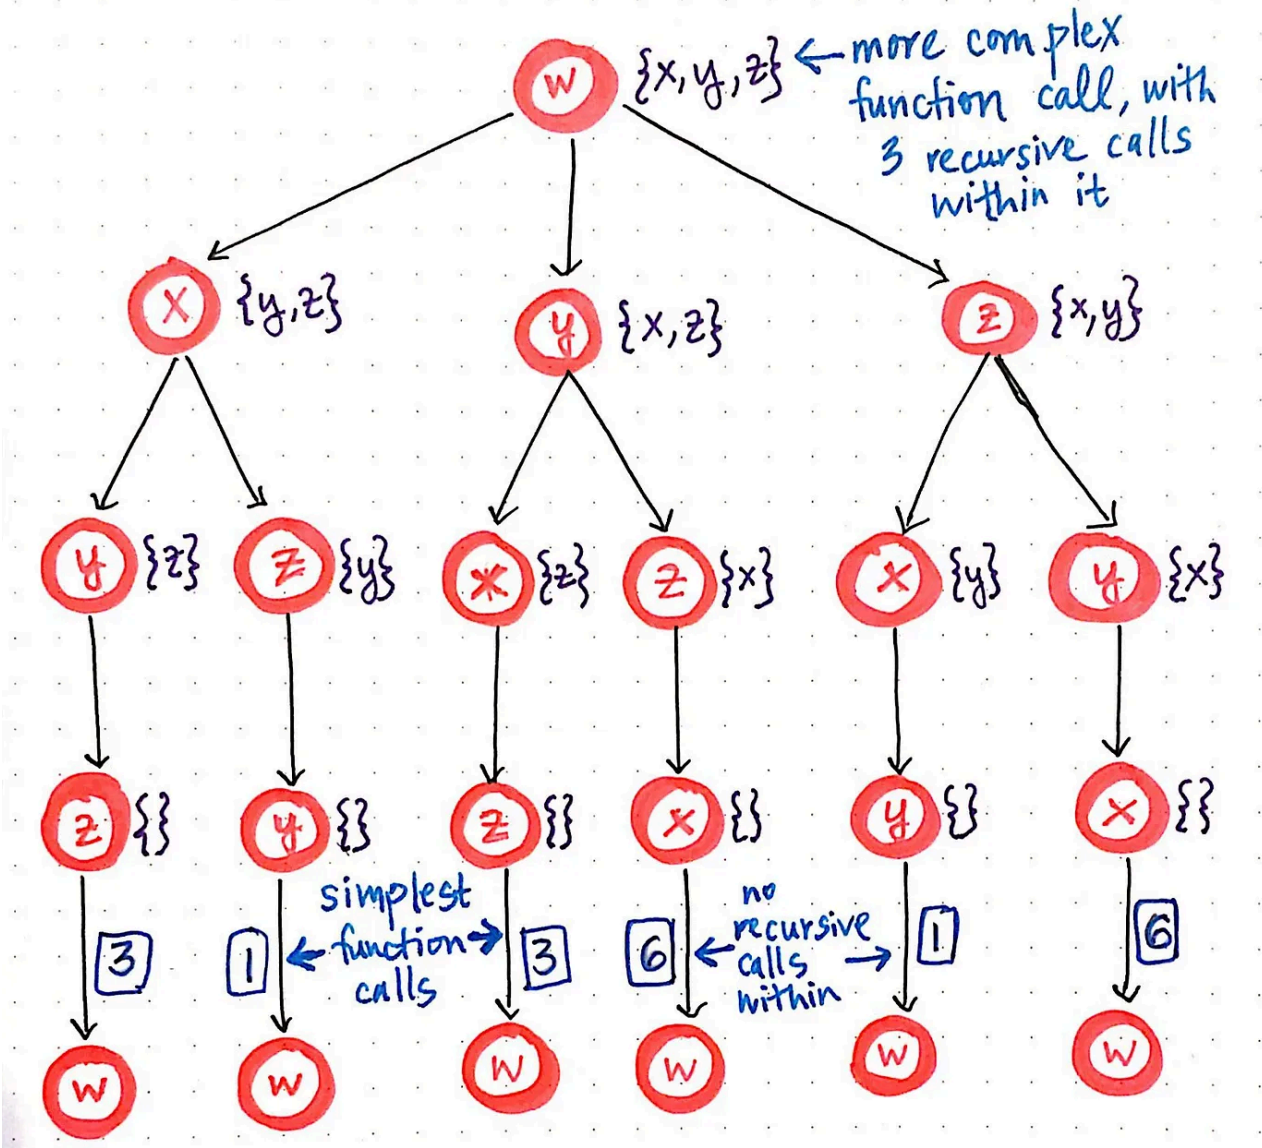 w {x,y,z} ← more complex
function call, with
3 recursive calls
within it
x {y,z} y {x,z} z {x,y}
y {z} z {y} x {z} z {x} x {y} y {x}
z {} y {} z {} x {} y {} x {}
simplest
function
calls
no
recursive
calls
within
3 1 3 6 1 6
w w w w w w